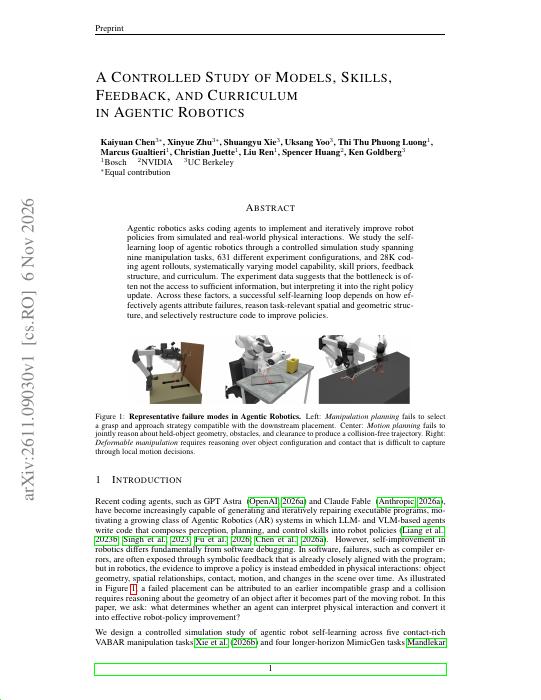 Preprint
A CONTROLLED STUDY OF MODELS, SKILLS,
FEEDBACK, AND CURRICULUM
IN AGENTIC ROBOTICS
Kaiyuan Chen³*, Xinyue Zhu³*, Shuangyu Xie³, Uksang Yoo³, Thi Thu Phuong Luong¹,
Marcus Gualtieri¹, Christian Juette¹, Liu Ren¹, Spencer Huang², Ken Goldberg³
¹Bosch ²NVIDIA ³UC Berkeley
*Equal contribution
ABSTRACT
Agentic robotics asks coding agents to implement and iteratively improve robot
policies from simulated and real-world physical interactions. We study the self-
learning loop of agentic robotics through a controlled simulation study spanning
nine manipulation tasks, 631 different experiment configurations, and 28K cod-
ing agent rollouts, systematically varying model capability, skill priors, feedback
structure, and curriculum. The experiment data suggests that the bottleneck is of-
ten not the access to sufficient information, but interpreting it into the right policy
update. Across these factors, a successful self-learning loop depends on how ef-
fectively agents attribute failures, reason task-relevant spatial and geometric struc-
ture, and selectively restructure code to improve policies.
Figure 1: Representative failure modes in Agentic Robotics. Left: Manipulation planning fails to select
a grasp and approach strategy compatible with the downstream placement. Center: Motion planning fails to
jointly reason about held-object geometry, obstacles, and clearance to produce a collision-free trajectory. Right:
Deformable manipulation requires reasoning over object configuration and contact that is difficult to capture
through local motion decisions.
1 INTRODUCTION
Recent coding agents, such as GPT Astra (OpenAI, 2026a) and Claude Fable (Anthropic, 2026a),
have become increasingly capable of generating and iteratively repairing executable programs, mo-
tivating a growing class of Agentic Robotics (AR) systems in which LLM- and VLM-based agents
write code that composes perception, planning, and control skills into robot policies (Liang et al.,
2023b; Singh et al., 2023; Fu et al., 2026; Chen et al., 2026a). However, self-improvement in
robotics differs fundamentally from software debugging. In software, failures, such as compiler er-
rors, are often exposed through symbolic feedback that is already closely aligned with the program;
but in robotics, the evidence to improve a policy is instead embedded in physical interactions: object
geometry, spatial relationships, contact, motion, and changes in the scene over time. As illustrated
in Figure 1, a failed placement can be attributed to an earlier incompatible grasp and a collision
requires reasoning about the geometry of an object after it becomes part of the moving robot. In this
paper, we ask: what determines whether an agent can interpret physical interaction and convert it
into effective robot-policy improvement?
We design a controlled simulation study of agentic robot self-learning across five contact-rich
VABAR manipulation tasks Xie et al. (2026b) and four longer-horizon MimicGen tasks Mandlekar
1
arXiv:2611.09030v1 [cs.RO] 6 Nov 2026